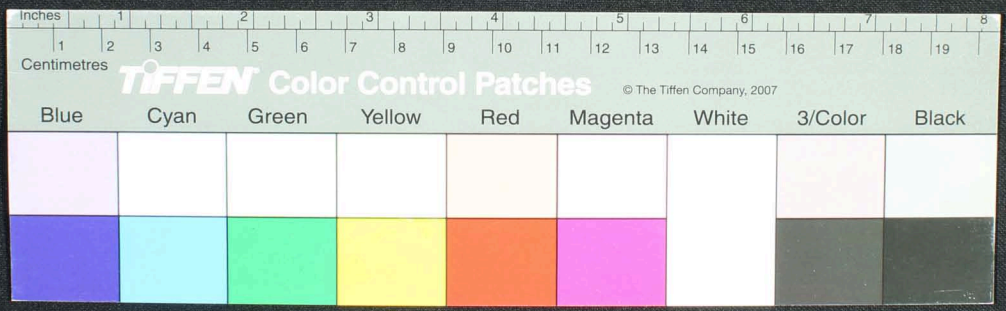 Inches 1 2 3 4 5 6 7 8
1 2 3 4 5 6 7 8 9 10 11 12 13 14 15 16 17 18 19
Centimetres
TIFFEN Color Control Patches © The Tiffen Company, 2007
Blue Cyan Green Yellow Red Magenta White 3/Color Black